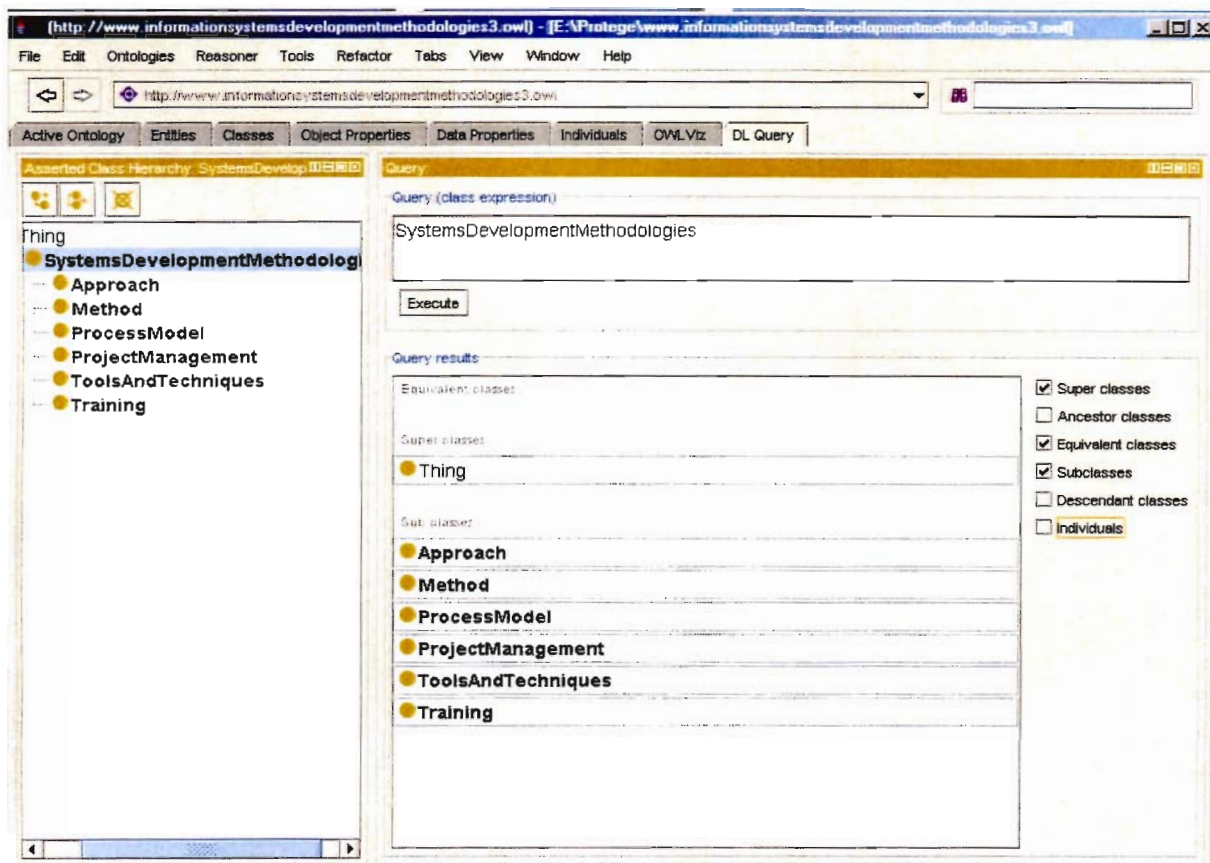 (http://www.informationsystemsdevelopmentmethodologies3.owl) - [E:\Protege\www.informationsystemsdevelopmentmethodologies3.owl]
File Edit Ontologies Reasoner Tools Refactor Tabs View Window Help
http://www.informationsystemsdevelopmentmethodologies3.owl
Active Ontology Entities Classes Object Properties Data Properties Individuals OWLViz DL Query
Asserted Class Hierarchy: SystemsDevelop
Query:
Query (class expression)
Thing
SystemsDevelopmentMethodologi
Approach
Method
ProcessModel
ProjectManagement
ToolsAndTechniques
Training
SystemsDevelopmentMethodologies
Execute
Query results
Equivalent classes
Super classes
Thing
Sub classes
Approach
Method
ProcessModel
ProjectManagement
ToolsAndTechniques
Training
Super classes
Ancestor classes
Equivalent classes
Subclasses
Descendant classes
Individuals